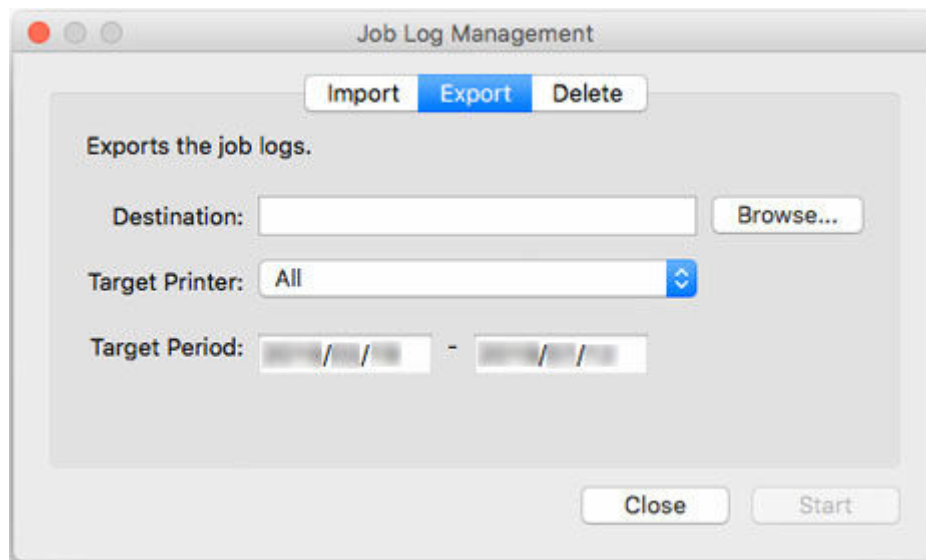 Job Log Management
Import Export Delete
Exports the job logs.
Destination: Browse...
Target Printer: All
Target Period: / / - / /
Close Start